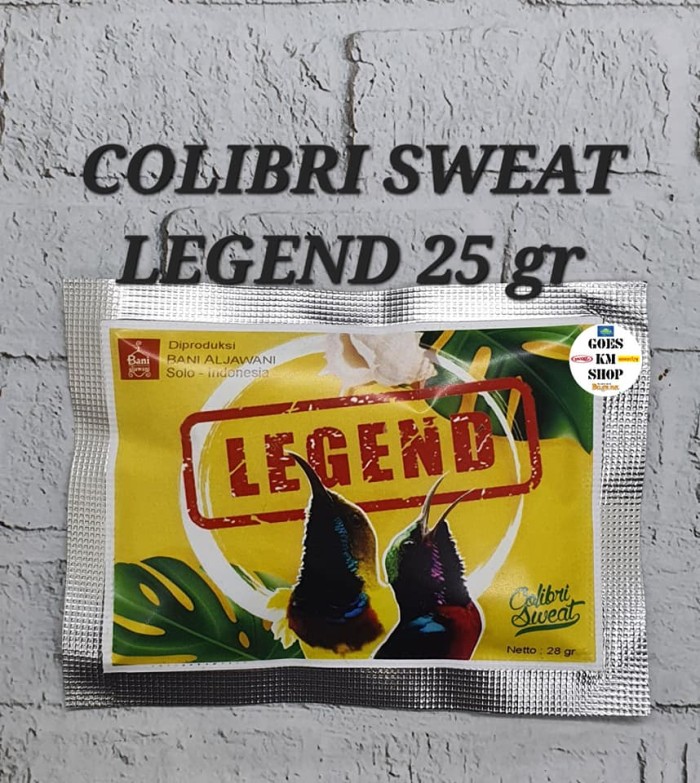 COLIBRI SWEAT
LEGEND 25 gr
Bani
Diproduksi
BANI ALJAWANI
Solo - Indonesia
GOES
KM
SHOP
LEGEND
Colibri
Sweat
Netto : 28 gr